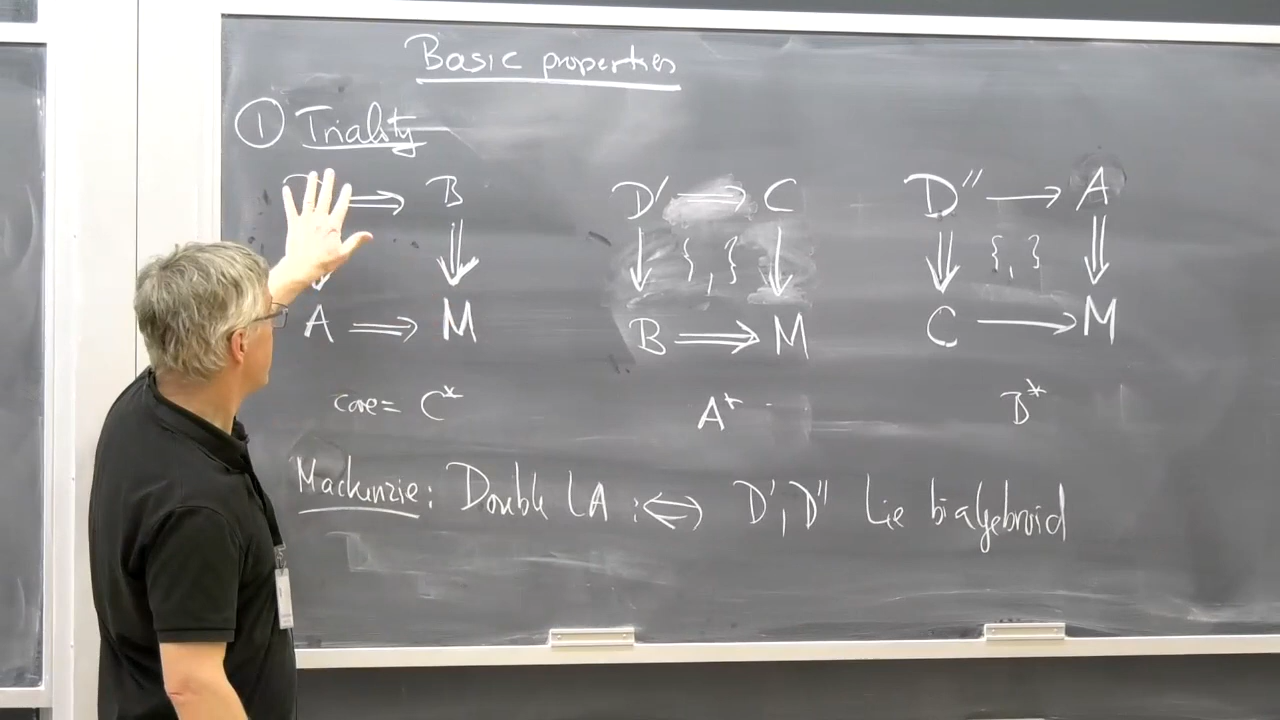 Basic properties
① Triality
⇒ B D' ⇒ C D'' → A
⇓ ↓ { , } ↓ ⇓ { , } ⇓
A ⇒ M B ⇒ M C → M
core = C* A* B*
Mackenzie: Double LA :⇔ D', D'' Lie bialgebroid